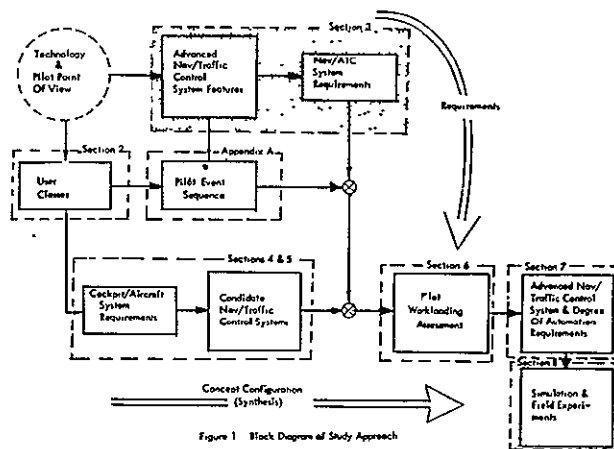 Section 3
Technology
&
Pilot Point
Of View
Advanced
Nav/Traffic
Control
System Features
Nav/ATC
System
Requirements
Requirements
Section 2
User
Classes
Appendix A
Pilot Event
Sequence
Sections 4 & 5
Cockpit/Aircraft
System
Requirements
Candidate
Nav/Traffic
Control Systems
Section 6
Pilot
Workloading
Assessment
Section 7
Advanced Nav/
Traffic Control
System & Degree
Of Automation
Requirements
Section
Simulation &
Field Experi-
ments
Concept Configuration
(Synthesis)
Figure 1 Block Diagram of Study Approach